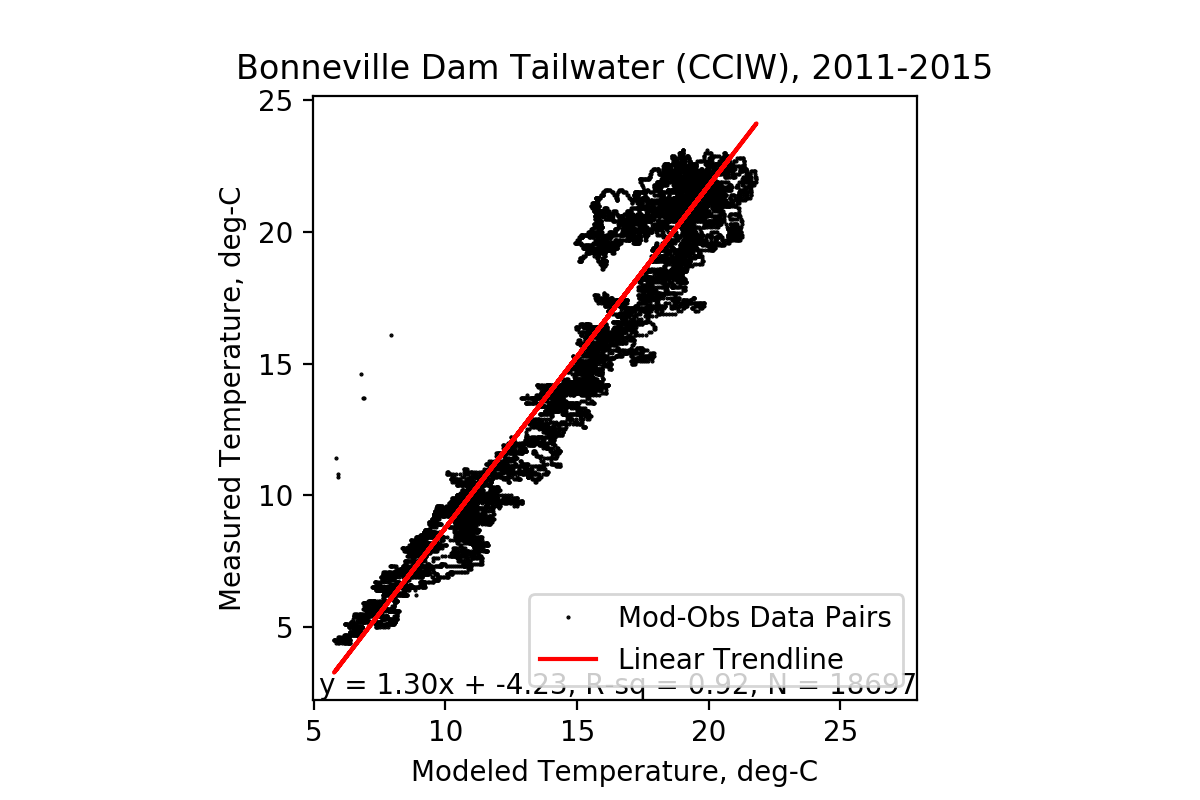 Bonneville Dam Tailwater (CCIW), 2011-2015
25
20
15
10
5
Measured Temperature, deg-C
Mod-Obs Data Pairs
Linear Trendline
y = 1.30x + -4.23, R-sq = 0.92, N = 18697
5 10 15 20 25
Modeled Temperature, deg-C